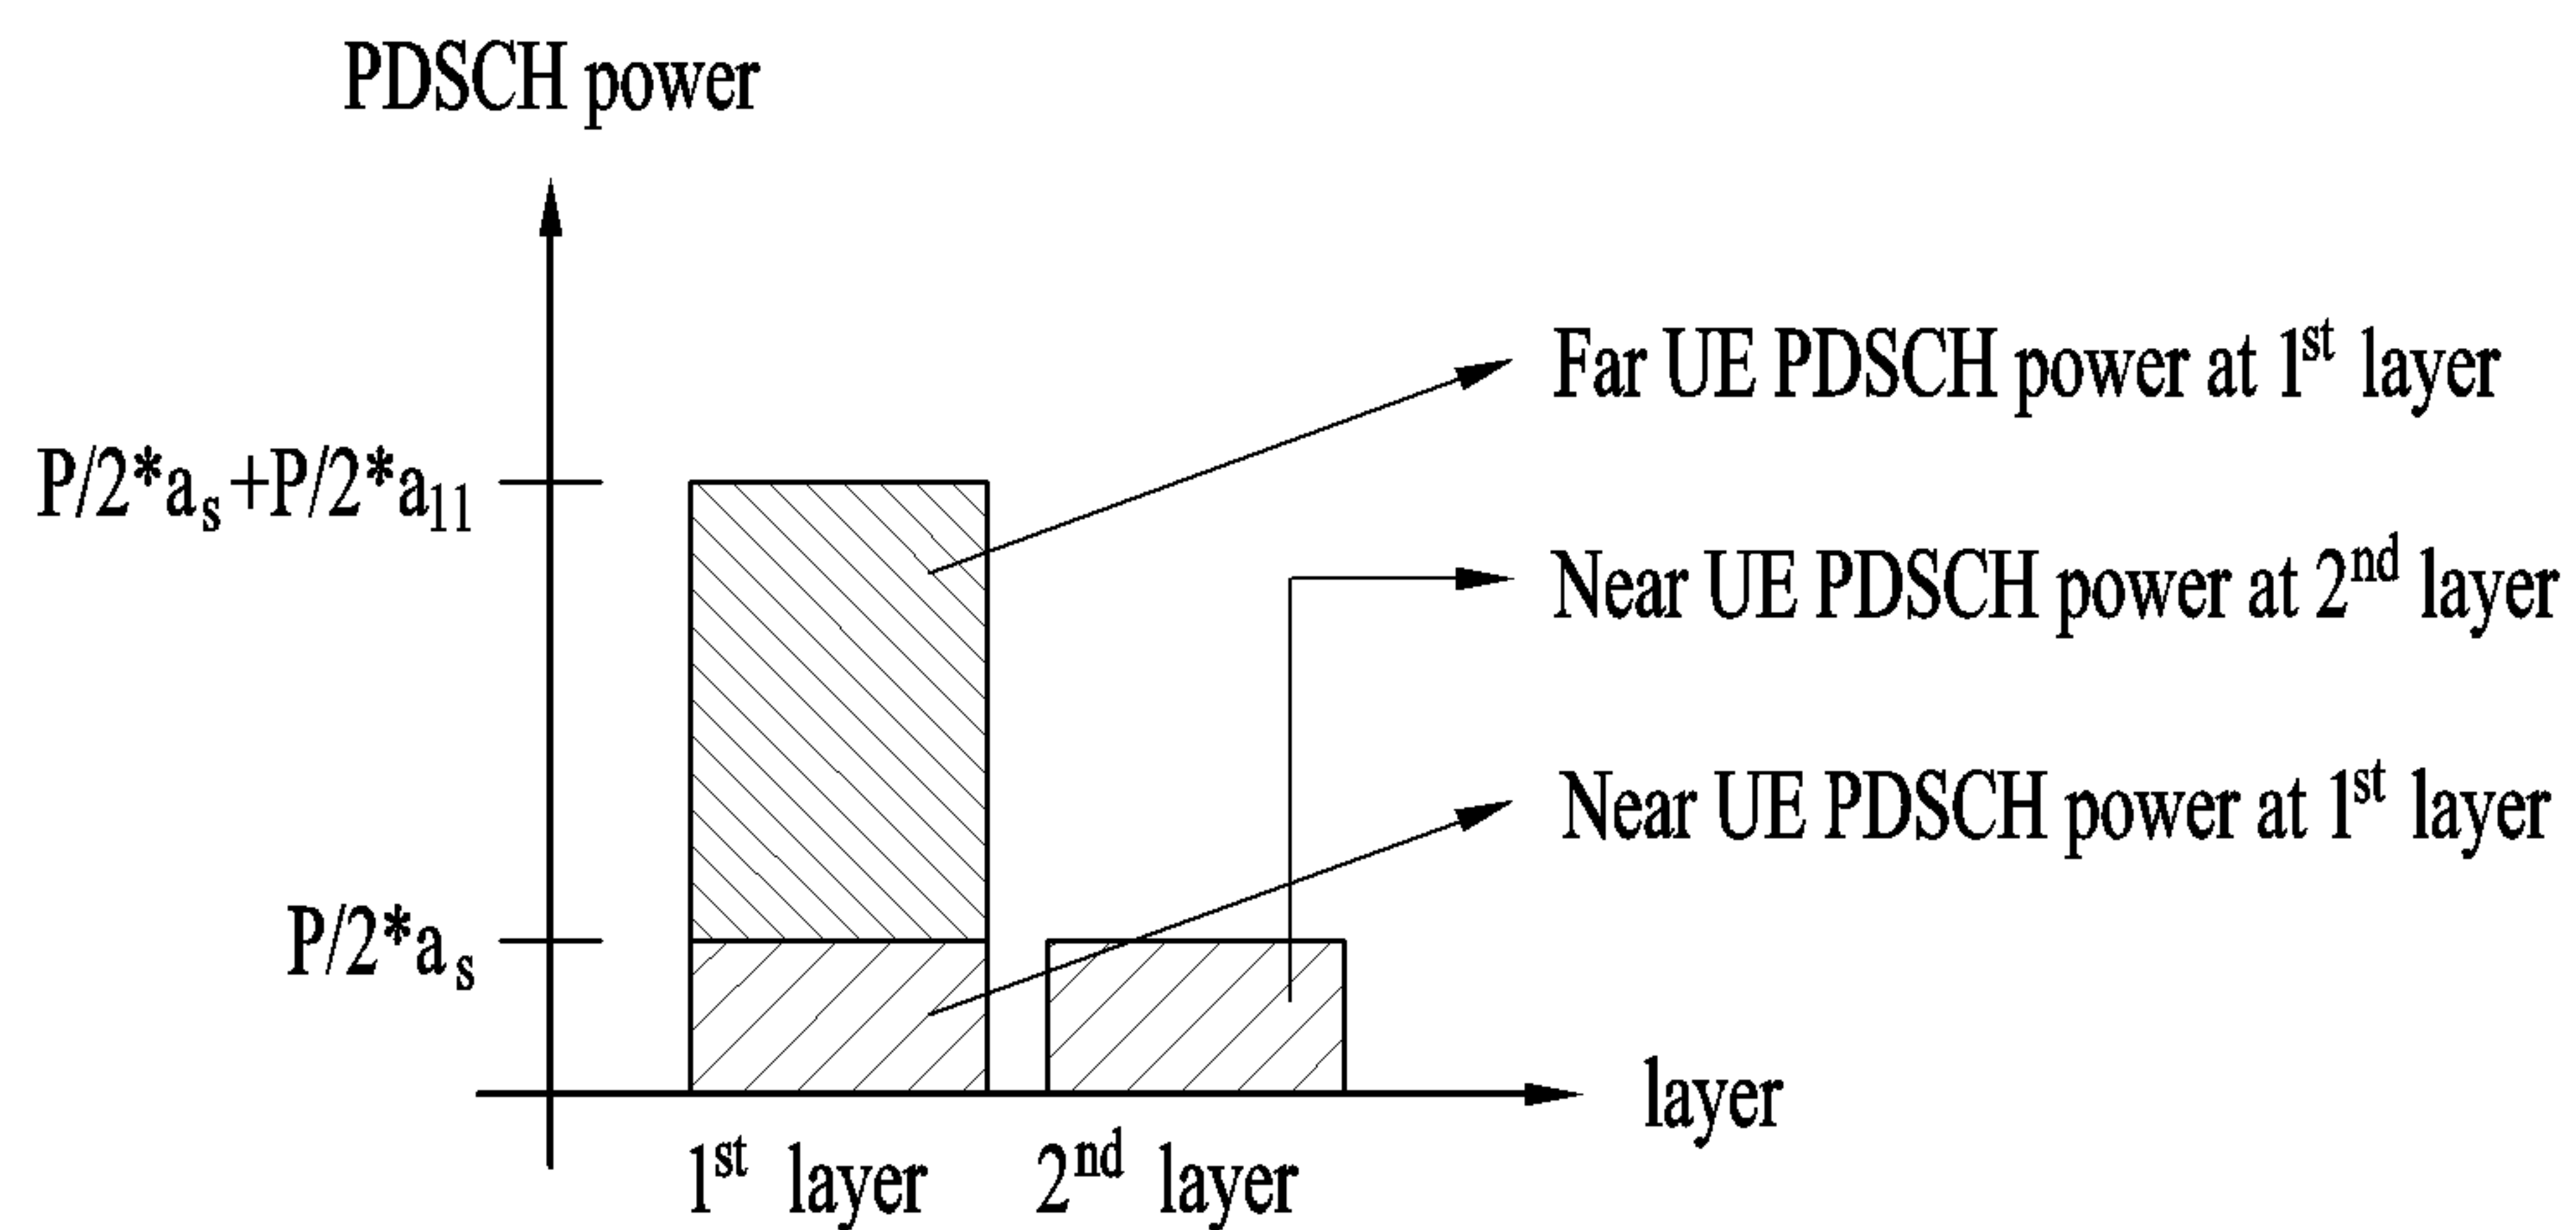 PDSCH power
Far UE PDSCH power at 1st layer
P/2*as+P/2*a11
Near UE PDSCH power at 2nd layer
Near UE PDSCH power at 1st layer
P/2*as
layer
1st layer
2nd layer